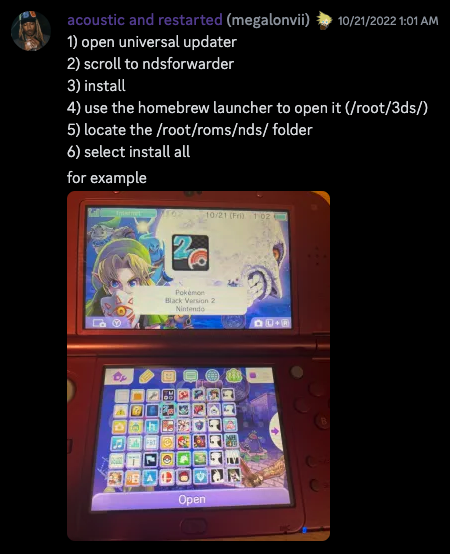 acoustic and restarted (megalonvii) 10/21/2022 1:01 AM
1) open universal updater
2) scroll to ndsforwarder
3) install
4) use the homebrew launcher to open it (/root/3ds/)
5) locate the /root/roms/nds/ folder
6) select install all
for example
Internet 10/21 (Fri) 1:02
2
Pokémon
Black Version 2
Nintendo
Open